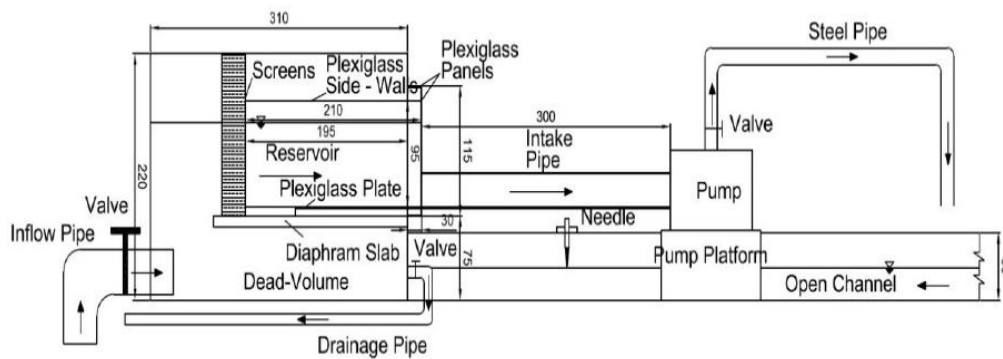 310
Steel Pipe
Screens
Plexiglass
Side - Walls
Plexiglass
Panels
210
195
300
Valve
Reservoir
Intake
Pipe
115
95
220
Plexiglass Plate
Pump
Valve
Inflow Pipe
Needle
30
Diaphram Slab
Valve
75
Pump Platform
Dead-Volume
Open Channel
Drainage Pipe